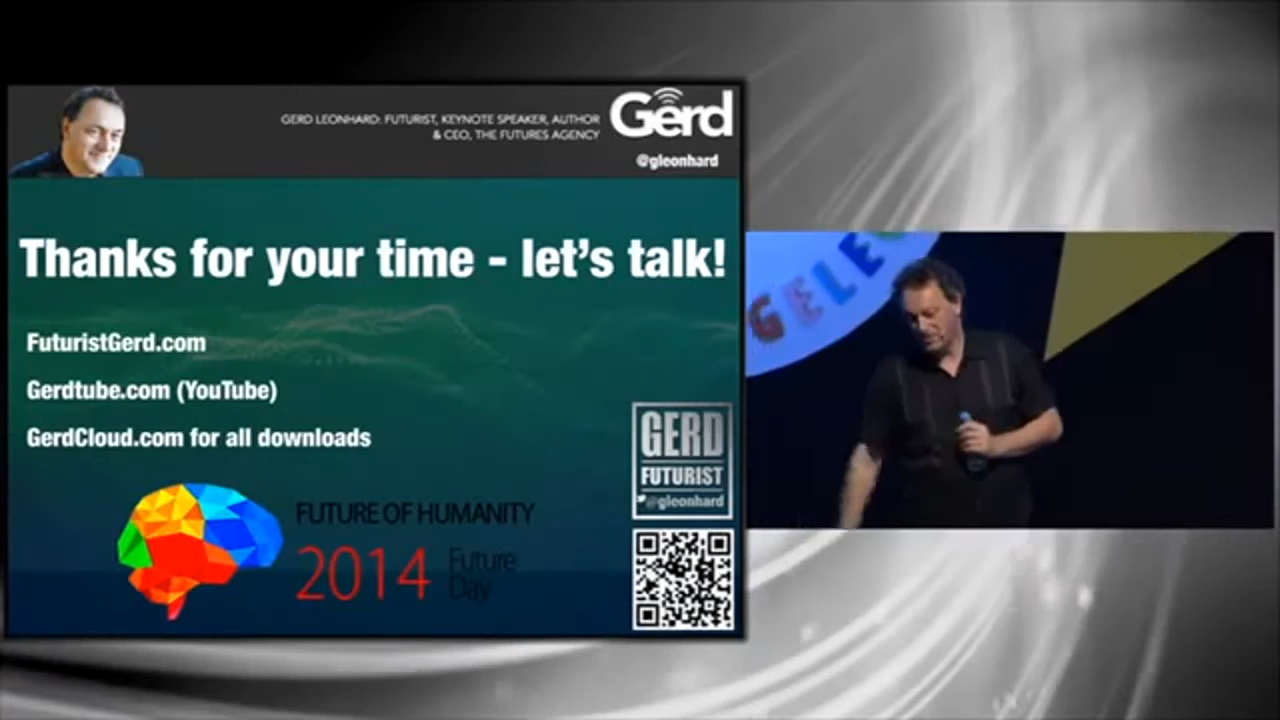 GERD LEONHARD: FUTURIST, KEYNOTE SPEAKER, AUTHOR
& CEO, THE FUTURES AGENCY
Gerd
@gleonhard
Thanks for your time - let's talk!
FuturistGerd.com
Gerdtube.com (YouTube)
GerdCloud.com for all downloads
FUTURE OF HUMANITY
2014 Future
Day
GERD
FUTURIST
@gleonhard
GELE